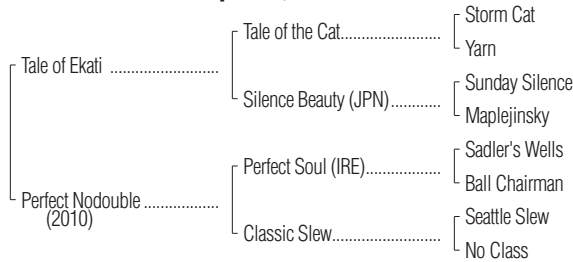 Storm Cat
Tale of the Cat.................
Yarn
Tale of Ekati ..........................
Sunday Silence
Silence Beauty (JPN)............
Maplejinsky
Sadler's Wells
Perfect Soul (IRE)..................
Ball Chairman
Perfect Nodouble ..................
(2010)
Seattle Slew
Classic Slew..........................
No Class